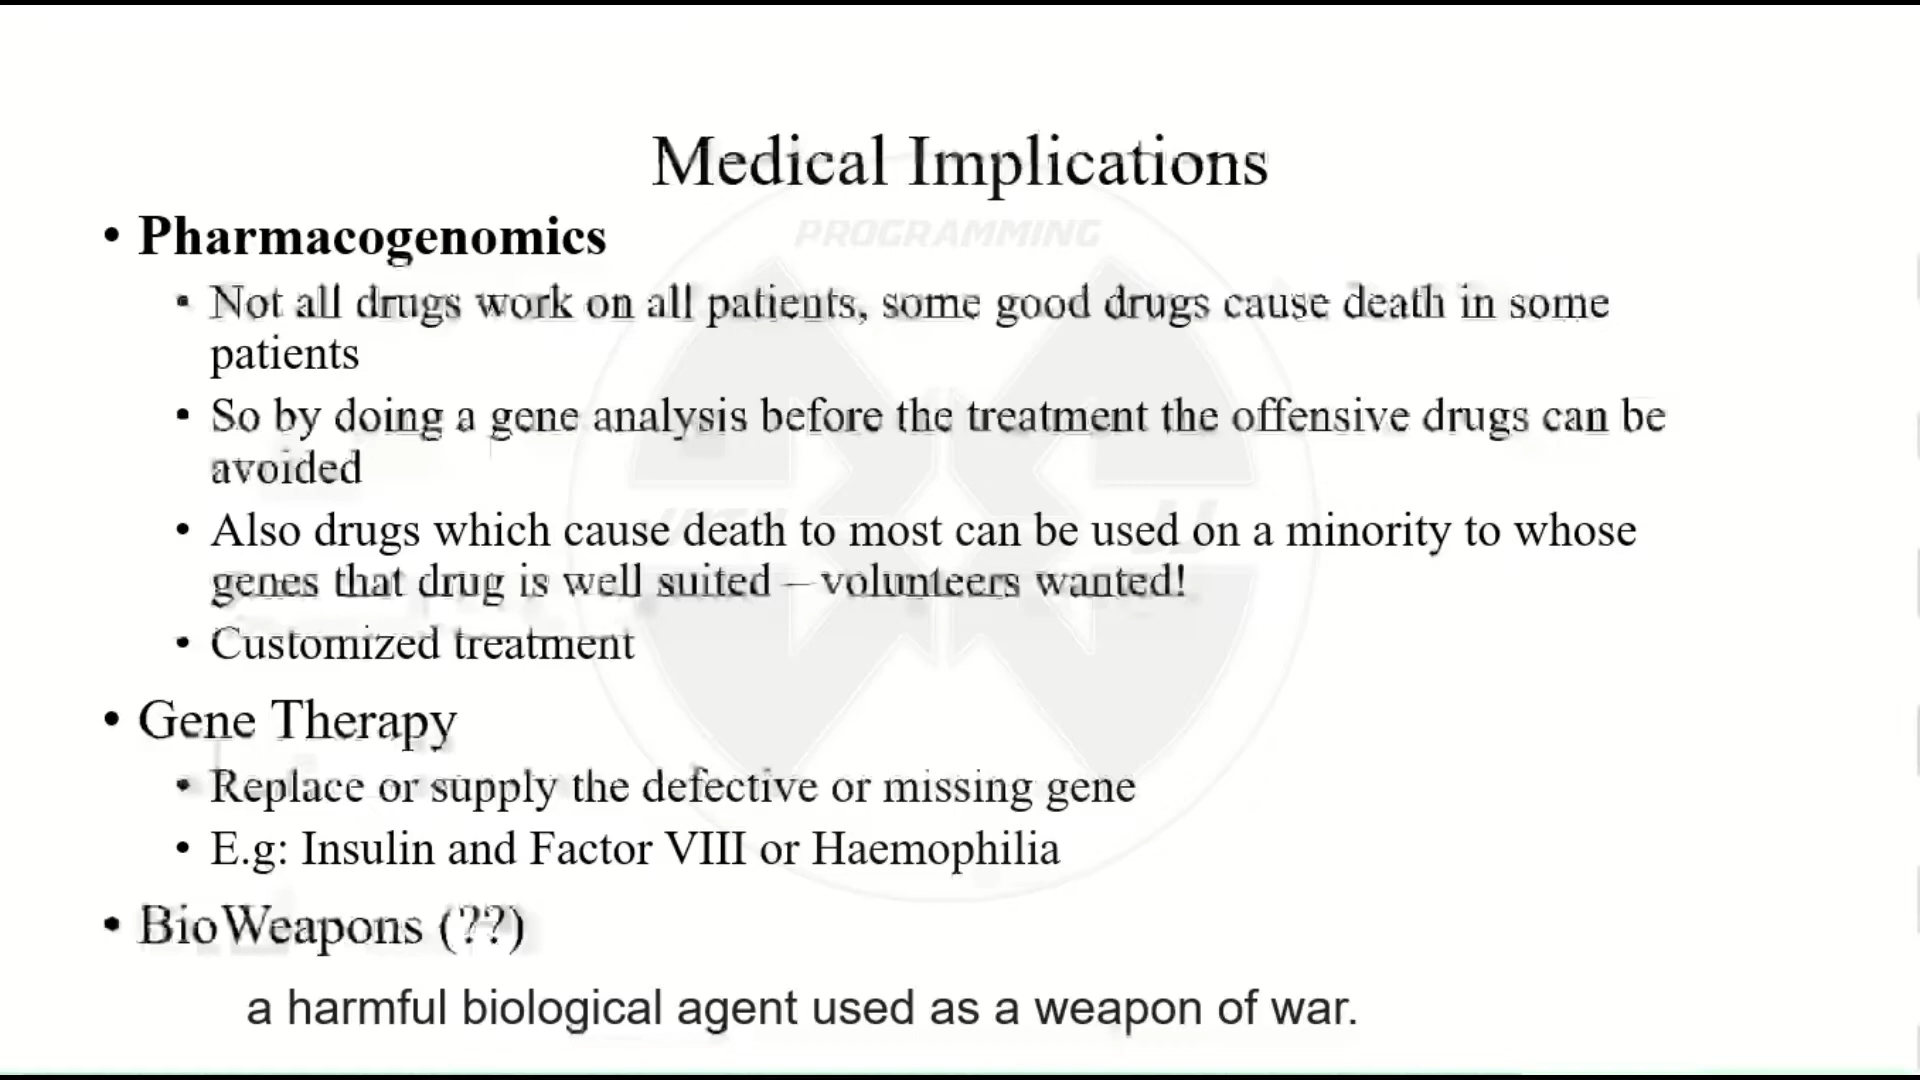 Medical Implications
PROGRAMMING
• Pharmacogenomics
• Not all drugs work on all patients, some good drugs cause death in some
patients
• So by doing a gene analysis before the treatment the offensive drugs can be
avoided
• Also drugs which cause death to most can be used on a minority to whose
genes that drug is well suited – volunteers wanted!
• Customized treatment
• Gene Therapy
• Replace or supply the defective or missing gene
• E.g: Insulin and Factor VIII or Haemophilia
• BioWeapons (??)
a harmful biological agent used as a weapon of war.